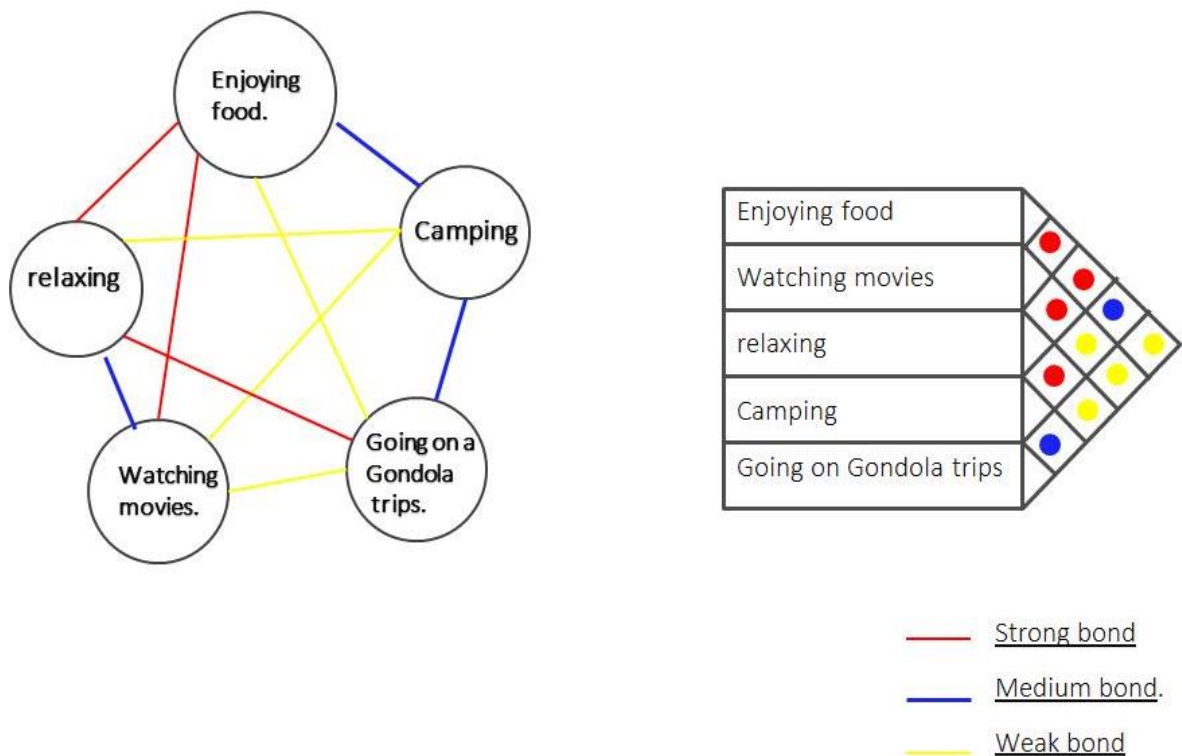 Enjoying
food.
Camping
relaxing
Going on a
Gondola
trips.
Watching
movies.
Enjoying food
Watching movies
relaxing
Camping
Going on Gondola trips
Strong bond
Medium bond.
Weak bond